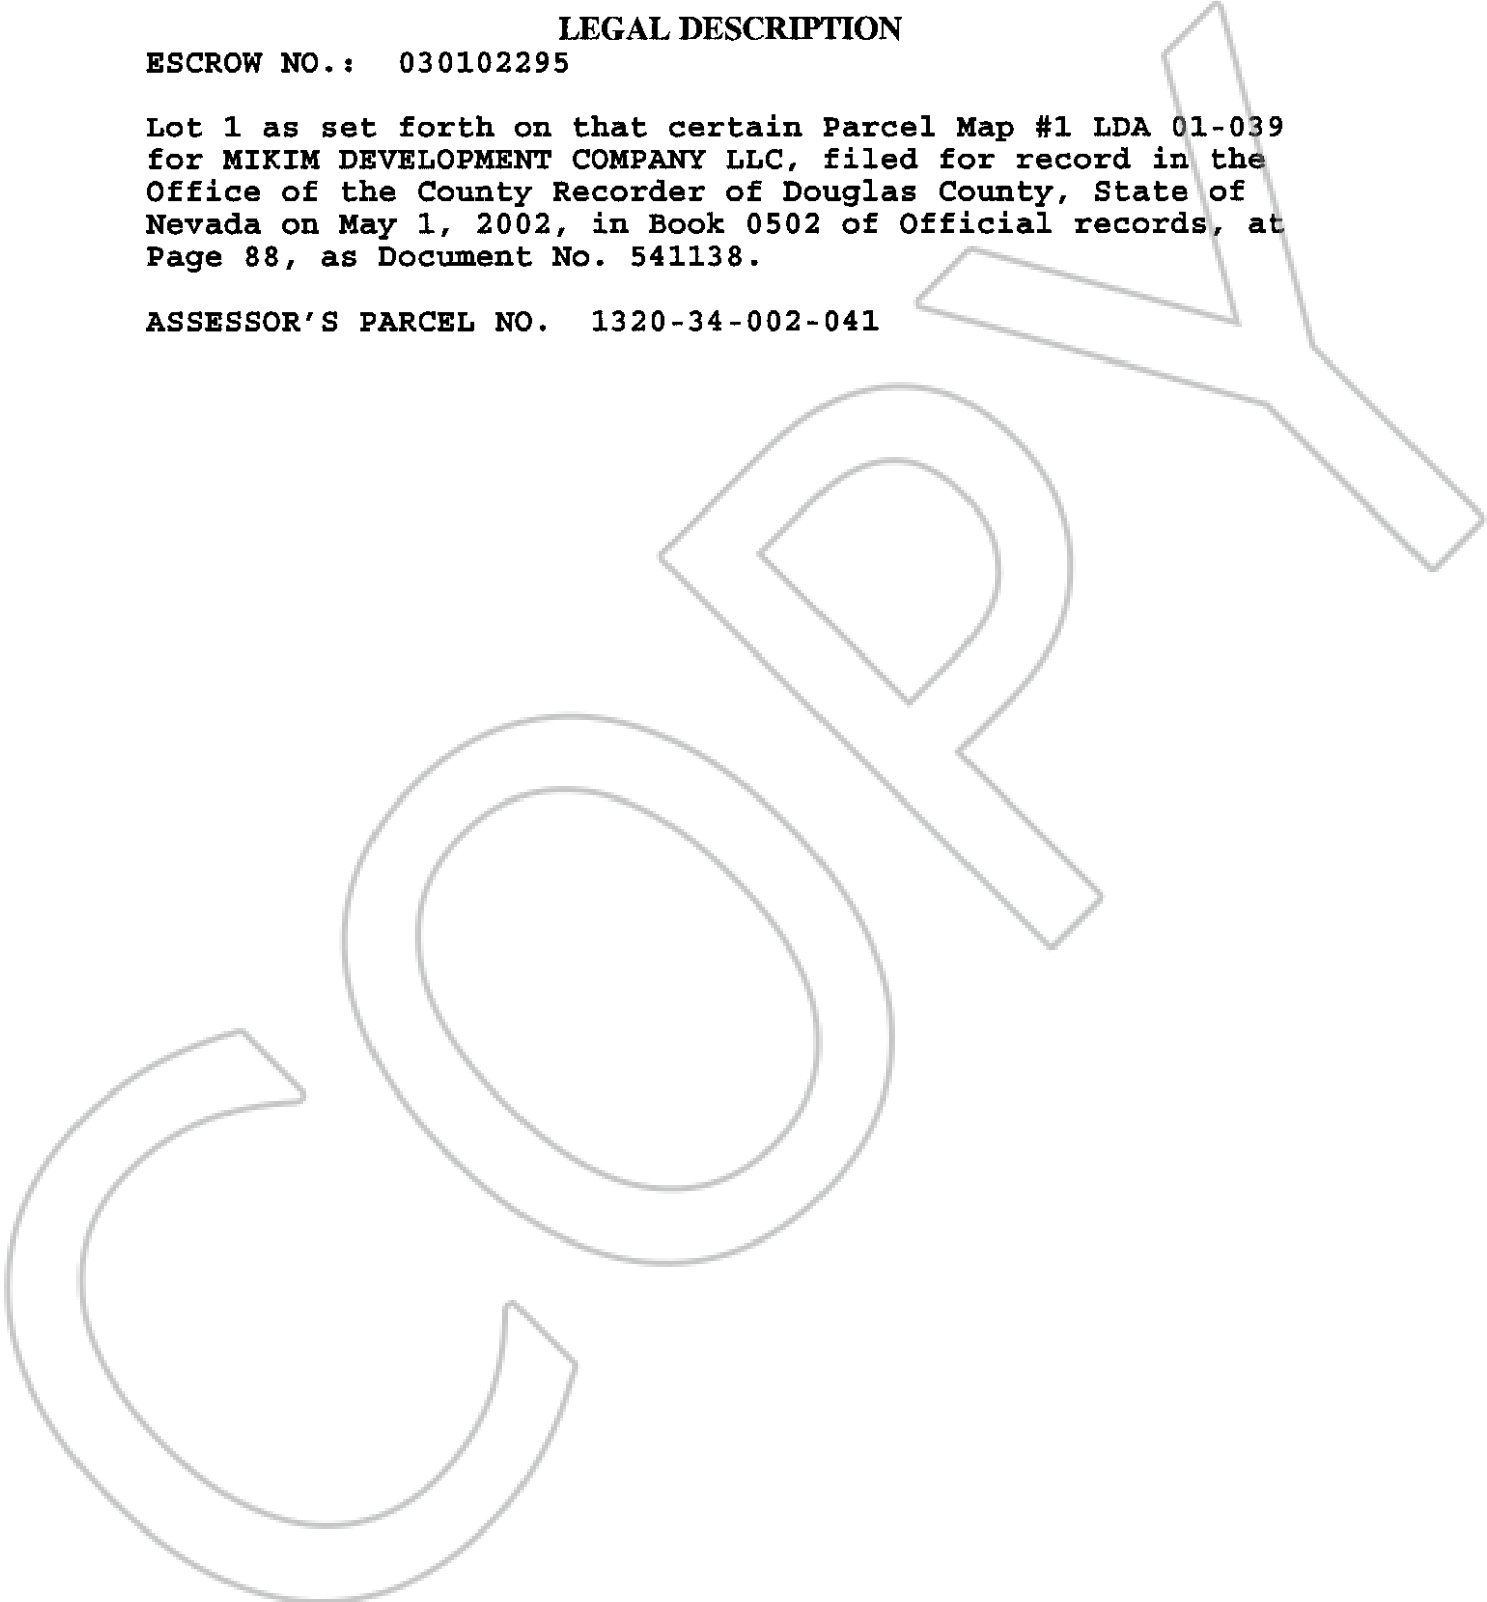 LEGAL DESCRIPTION
ESCROW NO.: 030102295
Lot 1 as set forth on that certain Parcel Map #1 LDA 01-039
for MIKIM DEVELOPMENT COMPANY LLC, filed for record in the
Office of the County Recorder of Douglas County, State of
Nevada on May 1, 2002, in Book 0502 of Official records, at
Page 88, as Document No. 541138.
ASSESSOR'S PARCEL NO. 1320-34-002-041
COPY